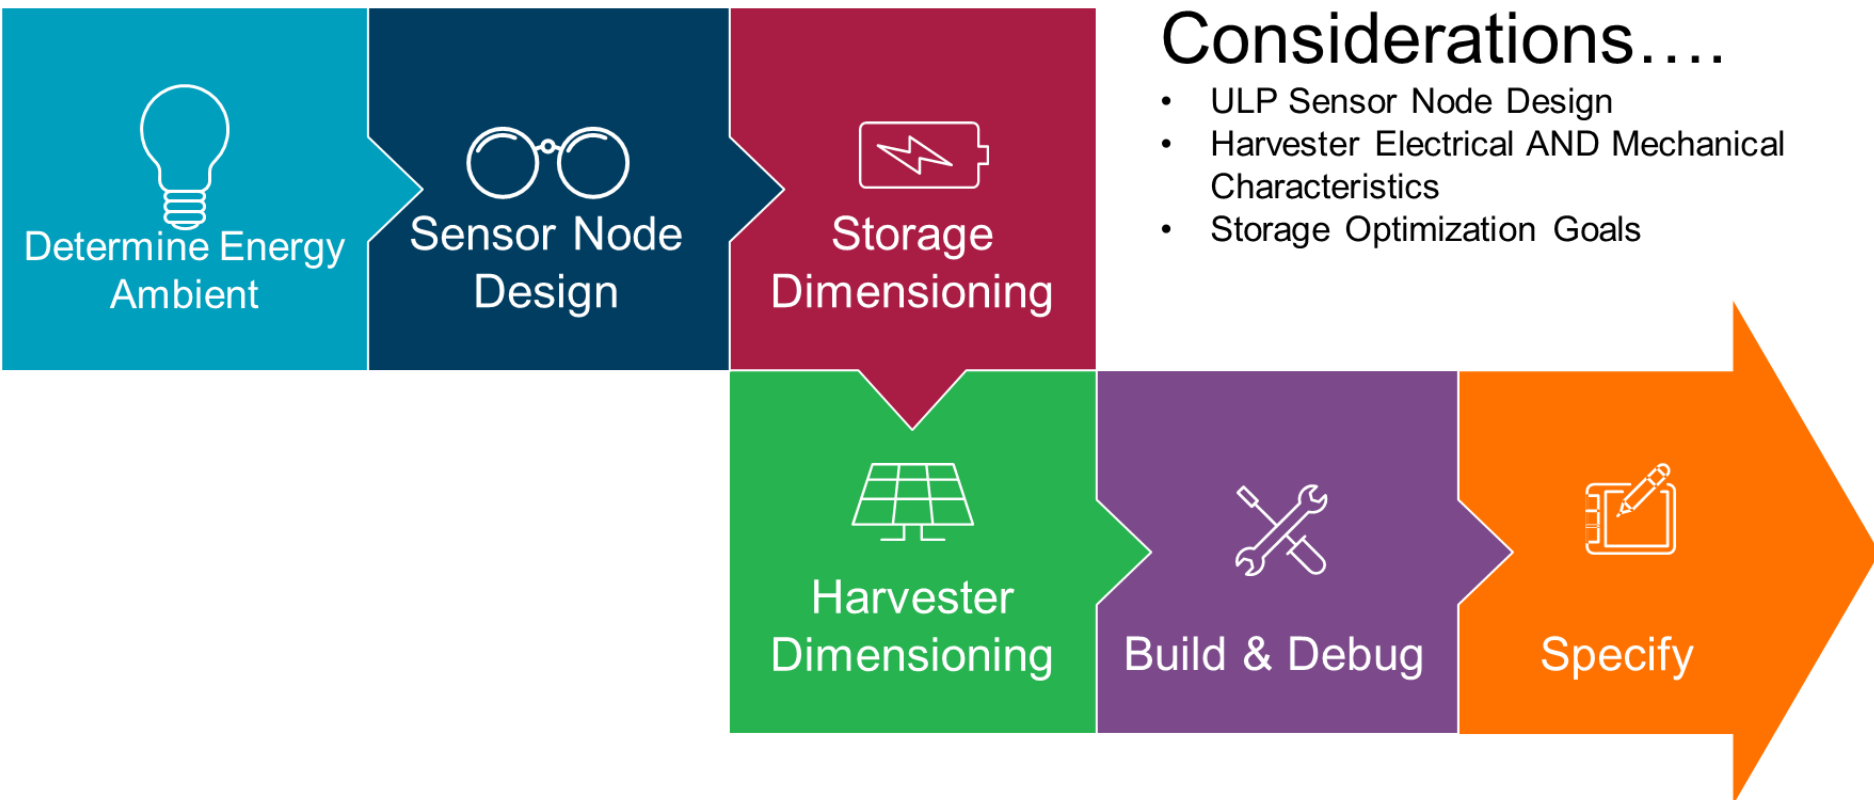 Considerations….
• ULP Sensor Node Design
• Harvester Electrical AND Mechanical
Characteristics
• Storage Optimization Goals
Determine Energy
Ambient
Sensor Node
Design
Storage
Dimensioning
Harvester
Dimensioning
Build & Debug
Specify